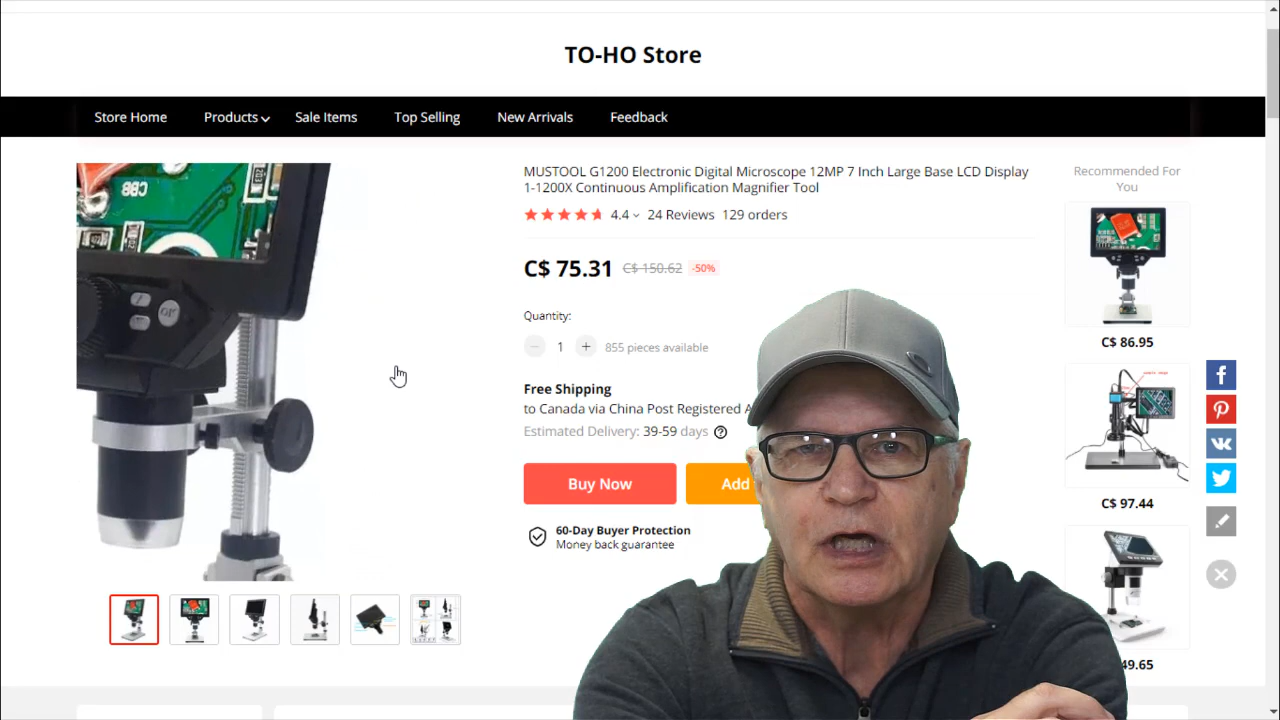 TO-HO Store
Store Home Products Sale Items Top Selling New Arrivals Feedback
MUSTOOL G1200 Electronic Digital Microscope 12MP 7 Inch Large Base LCD Display
1-1200X Continuous Amplification Magnifier Tool
4.4 24 Reviews 129 orders
C$ 75.31 C$ 150.62 -50%
Quantity:
− 1 + 855 pieces available
Free Shipping
to Canada via China Post Registered A
Estimated Delivery: 39-59 days ?
Buy Now Add
60-Day Buyer Protection
Money back guarantee
Recommended For
You
C$ 86.95
C$ 97.44
49.65